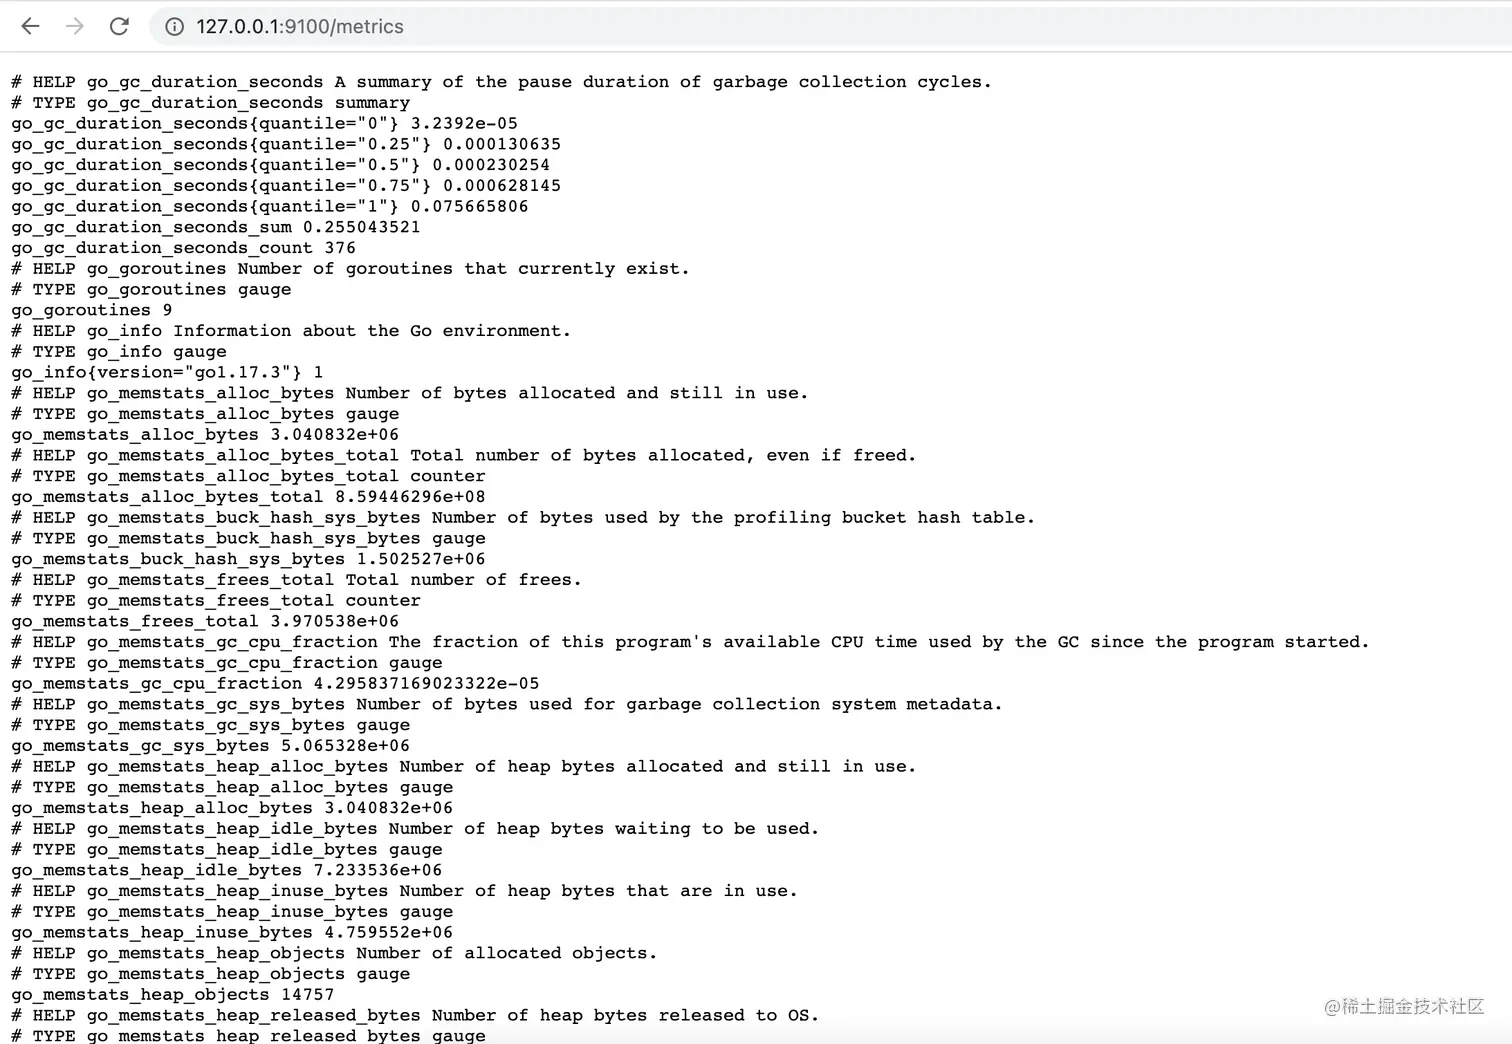 127.0.0.1:9100/metrics
# HELP go_gc_duration_seconds A summary of the pause duration of garbage collection cycles.
# TYPE go_gc_duration_seconds summary
go_gc_duration_seconds{quantile="0"} 3.2392e-05
go_gc_duration_seconds{quantile="0.25"} 0.000130635
go_gc_duration_seconds{quantile="0.5"} 0.000230254
go_gc_duration_seconds{quantile="0.75"} 0.000628145
go_gc_duration_seconds{quantile="1"} 0.075665806
go_gc_duration_seconds_sum 0.255043521
go_gc_duration_seconds_count 376
# HELP go_goroutines Number of goroutines that currently exist.
# TYPE go_goroutines gauge
go_goroutines 9
# HELP go_info Information about the Go environment.
# TYPE go_info gauge
go_info{version="go1.17.3"} 1
# HELP go_memstats_alloc_bytes Number of bytes allocated and still in use.
# TYPE go_memstats_alloc_bytes gauge
go_memstats_alloc_bytes 3.040832e+06
# HELP go_memstats_alloc_bytes_total Total number of bytes allocated, even if freed.
# TYPE go_memstats_alloc_bytes_total counter
go_memstats_alloc_bytes_total 8.59446296e+08
# HELP go_memstats_buck_hash_sys_bytes Number of bytes used by the profiling bucket hash table.
# TYPE go_memstats_buck_hash_sys_bytes gauge
go_memstats_buck_hash_sys_bytes 1.502527e+06
# HELP go_memstats_frees_total Total number of frees.
# TYPE go_memstats_frees_total counter
go_memstats_frees_total 3.970538e+06
# HELP go_memstats_gc_cpu_fraction The fraction of this program's available CPU time used by the GC since the program started.
# TYPE go_memstats_gc_cpu_fraction gauge
go_memstats_gc_cpu_fraction 4.295837169023322e-05
# HELP go_memstats_gc_sys_bytes Number of bytes used for garbage collection system metadata.
# TYPE go_memstats_gc_sys_bytes gauge
go_memstats_gc_sys_bytes 5.065328e+06
# HELP go_memstats_heap_alloc_bytes Number of heap bytes allocated and still in use.
# TYPE go_memstats_heap_alloc_bytes gauge
go_memstats_heap_alloc_bytes 3.040832e+06
# HELP go_memstats_heap_idle_bytes Number of heap bytes waiting to be used.
# TYPE go_memstats_heap_idle_bytes gauge
go_memstats_heap_idle_bytes 7.233536e+06
# HELP go_memstats_heap_inuse_bytes Number of heap bytes that are in use.
# TYPE go_memstats_heap_inuse_bytes gauge
go_memstats_heap_inuse_bytes 4.759552e+06
# HELP go_memstats_heap_objects Number of allocated objects.
# TYPE go_memstats_heap_objects gauge
go_memstats_heap_objects 14757
# HELP go_memstats_heap_released_bytes Number of heap bytes released to OS.
# TYPE go_memstats_heap_released_bytes gauge
@稀土掘金技术社区